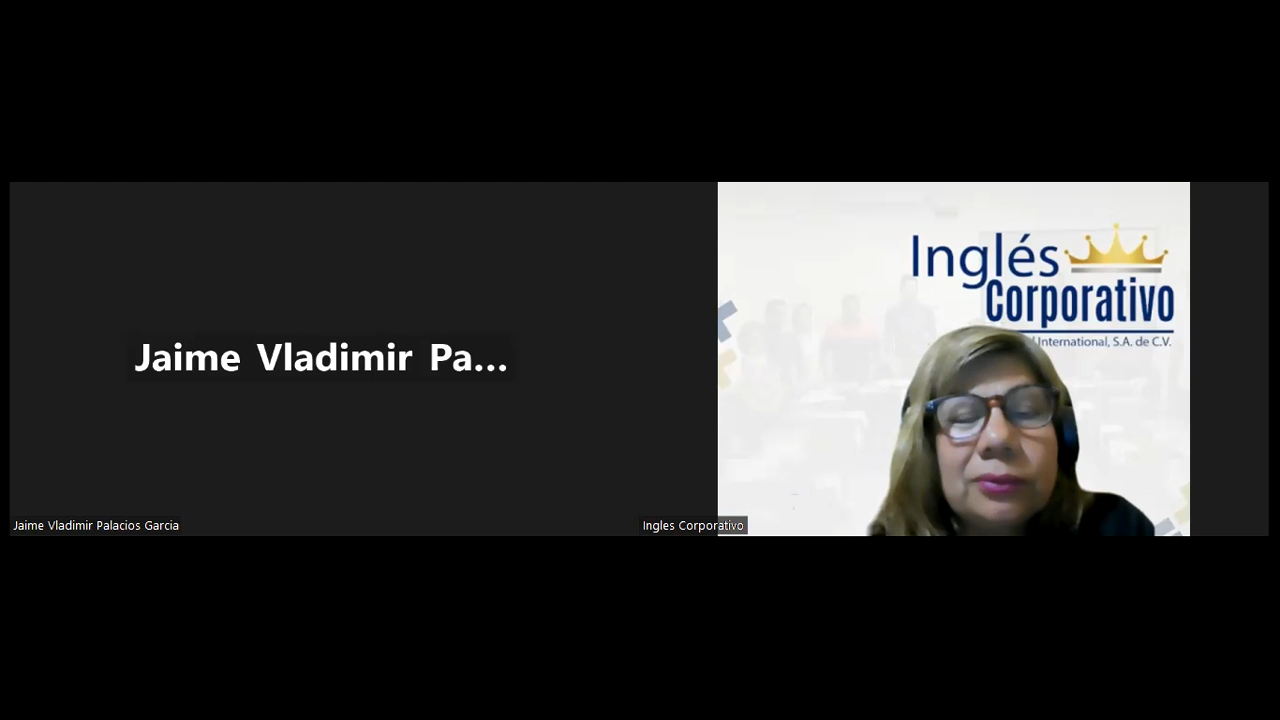 Jaime Vladimir Pa...
Jaime Vladimir Palacios Garcia
Inglés
Corporativo
International, S.A. de C.V.
Ingles Corporativo